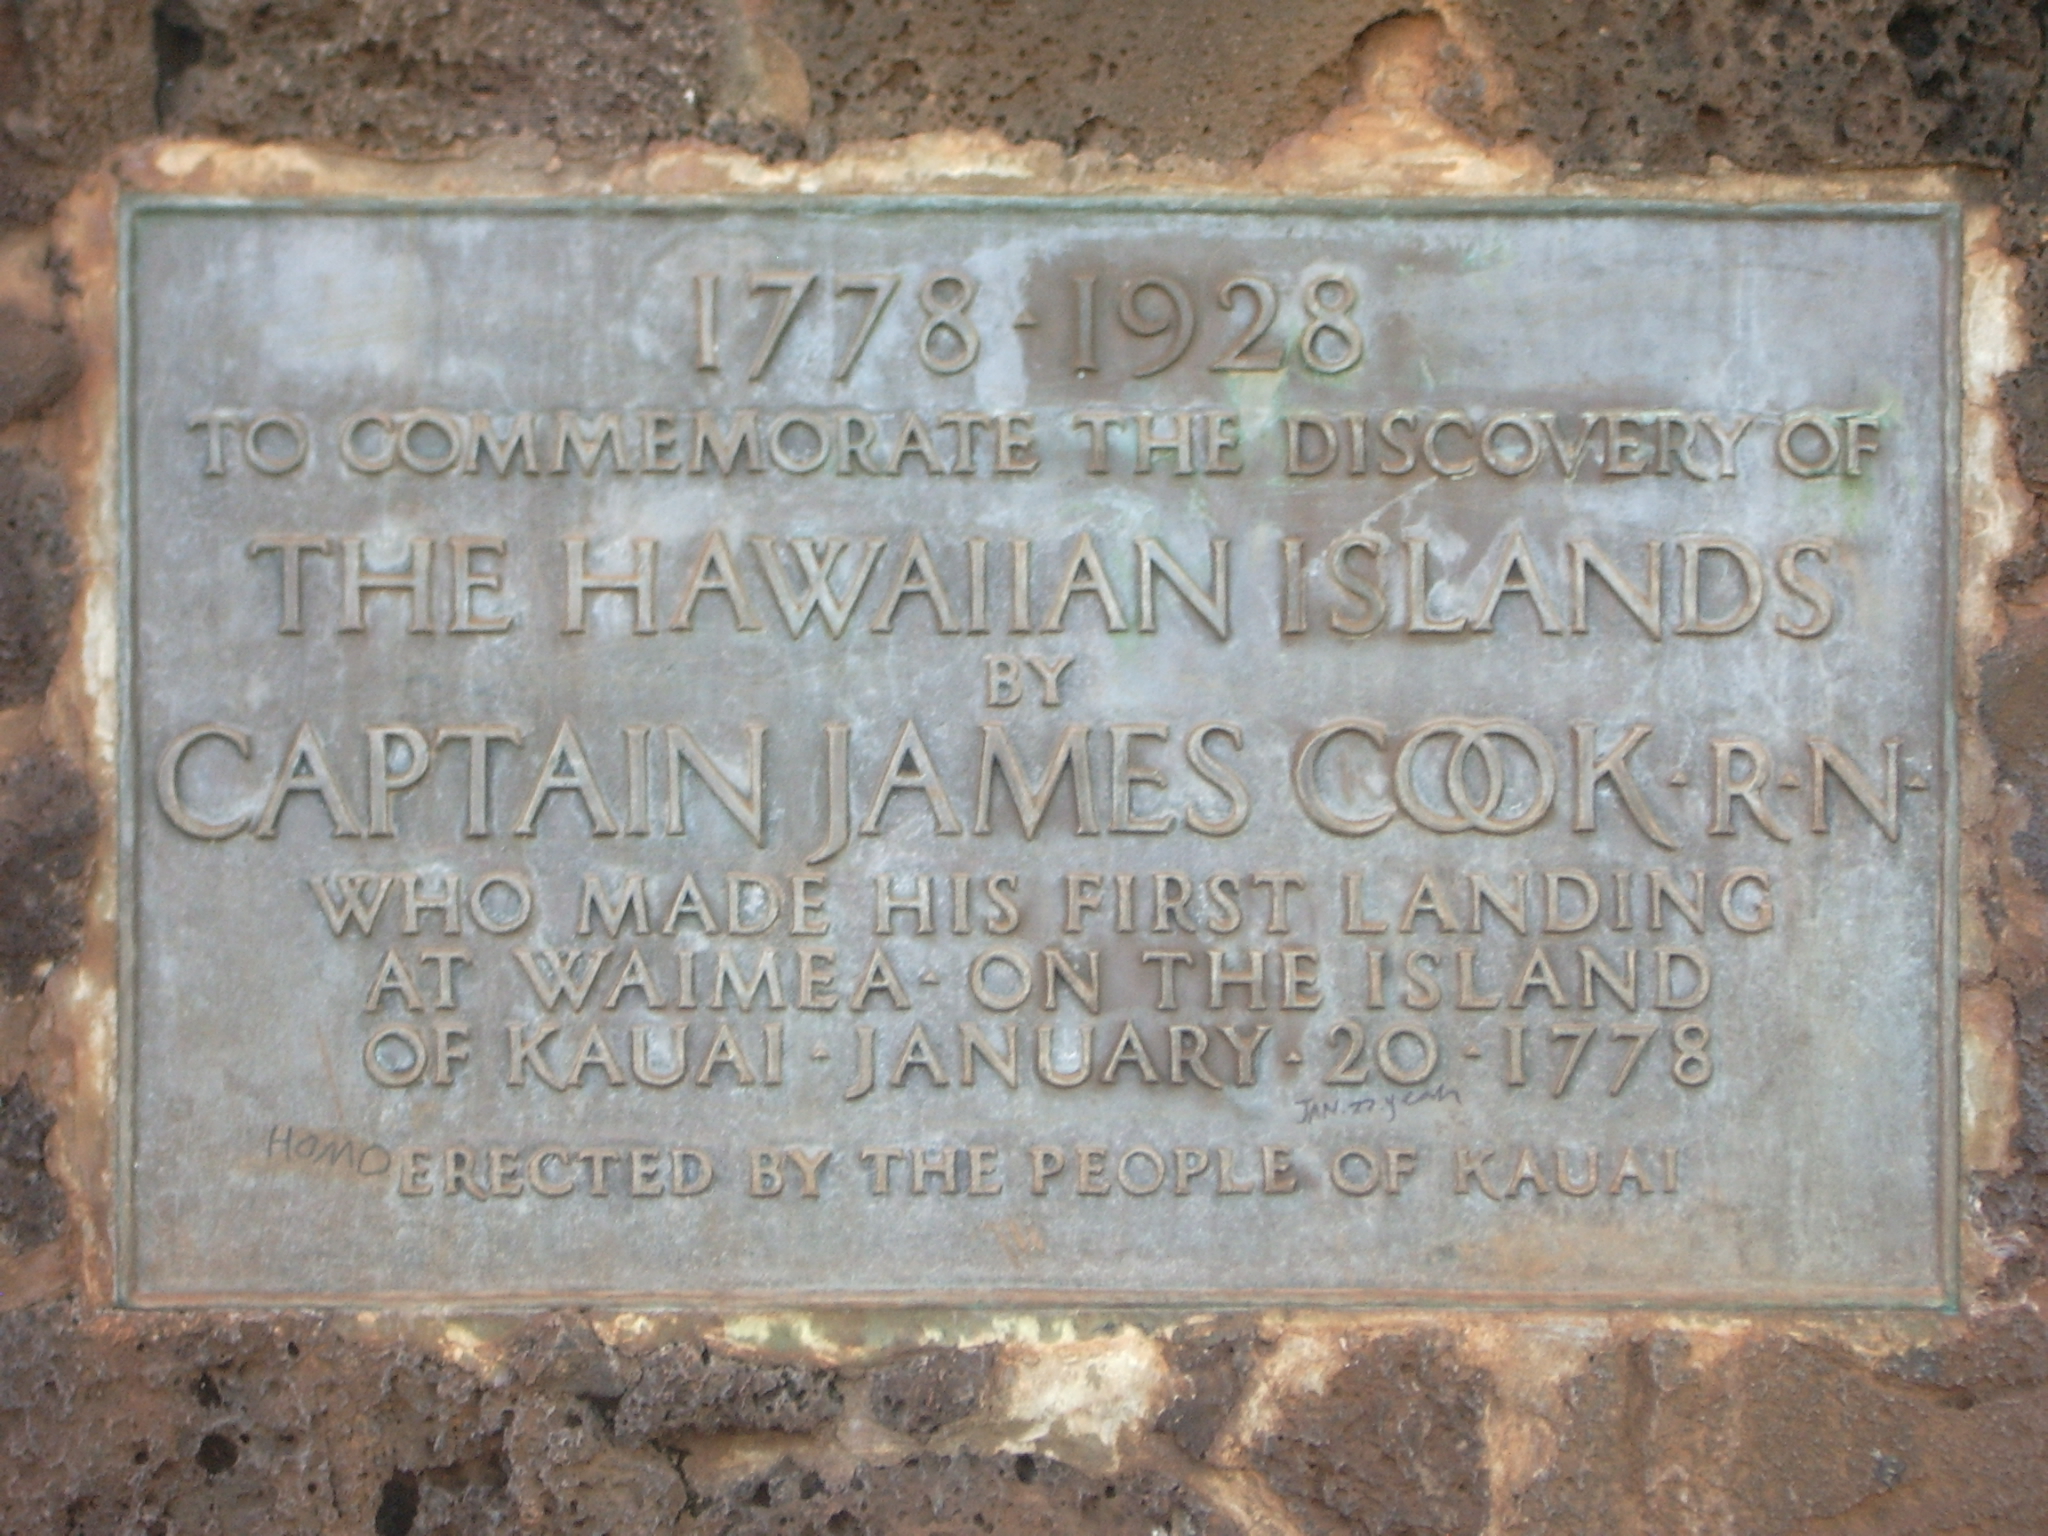 1778 · 1928
TO COMMEMORATE THE DISCOVERY OF
THE HAWAIIAN ISLANDS
BY
CAPTAIN JAMES COOK · R · N ·
WHO MADE HIS FIRST LANDING
AT WAIMEA · ON THE ISLAND
OF KAUAI · JANUARY · 20 · 1778
JAN.
HOMO
ERECTED BY THE PEOPLE OF KAUAI